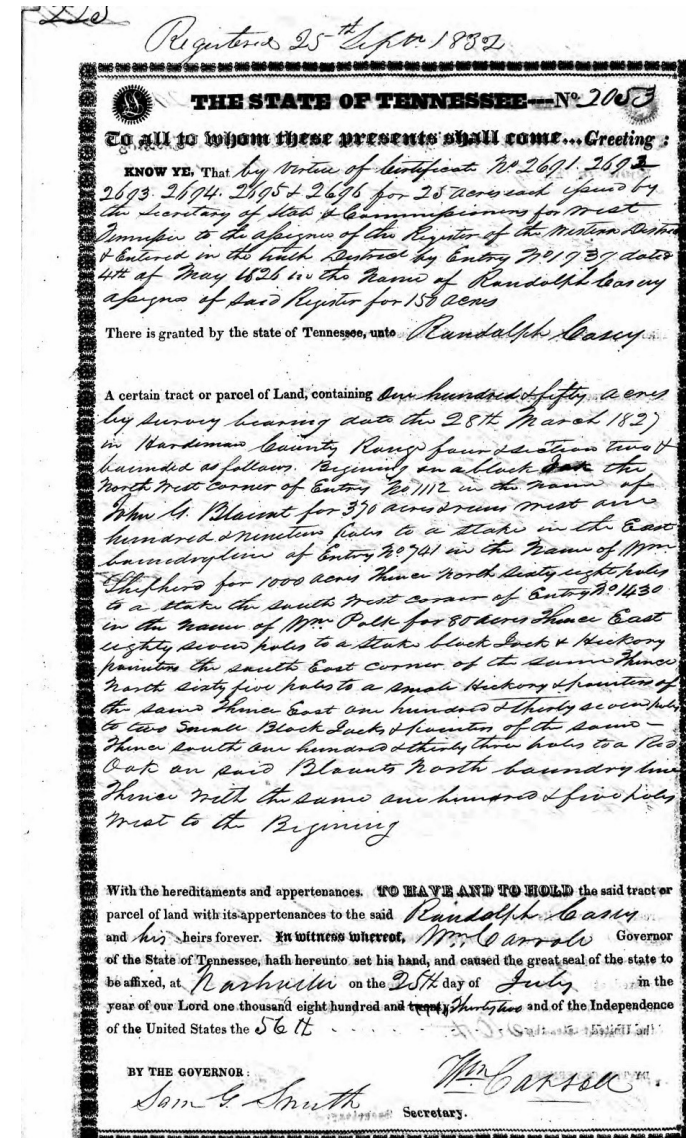 Registered 25th Septr 1832
THE STATE OF TENNESSEE----No. 2053
To all to whom these presents shall come...Greeting:
KNOW YE, That by virtue of Certificate No 2691. 2692
2693. 2694. 2695 & 2696 for 25 acres each issued by
the Secretary of State & Commissioners for West
Tennessee to the assignee of the Register of the Western District
& Entered in the tenth District by Entry No 1737 dated
4th of May 1826 in the Name of Randolph Casey
assignee of said Register for 150 acres
There is granted by the state of Tennessee, unto Randolph Casey
A certain tract or parcel of Land, containing One hundred & fifty acres
by survey bearing date the 28th March 1827
in Hardiman County Range four & section two &
bounded as follows. Begining on a black Jack the
North West corner of Entry No 1112 in the name of
John G. Blount for 370 acres & runs west one
hundred & nineteen poles to a stake in the East
boundry line of Entry No 741 in the Name of Wm
Shepherd for 1000 acres Thence North sixty eight poles
to a stake the south West corner of Entry No 1430
in the name of Wm Polk for 80 acres Thence East
eighty seven poles to a stake black Jack & Hickory
pointers the south East corner of the same Thence
North sixty five poles to a small Hickory & pointers of
the same Thence East one hundred & thirty seven poles
to two Small Black Jacks & pointers of the same –
Thence south one hundred & thirty three poles to a Red
Oak on said Blounts North boundry line
Thence with the same one hundred & five poles
West to the Begining
With the hereditaments and appertenances. TO HAVE AND TO HOLD the said tract or
parcel of land with its appertenances to the said Randolph Casey
and his heirs forever. In witness whereof, Wm Carroll Governor
of the State of Tennessee, hath hereunto set his hand, and caused the great seal of the state to
be affixed, at Nashville on the 25th day of July in the
year of our Lord one thousand eight hundred and twenty Thirty two and of the Independence
of the United States the 56th
BY THE GOVERNOR:
Wm Carroll
Sam G. Smith Secretary.